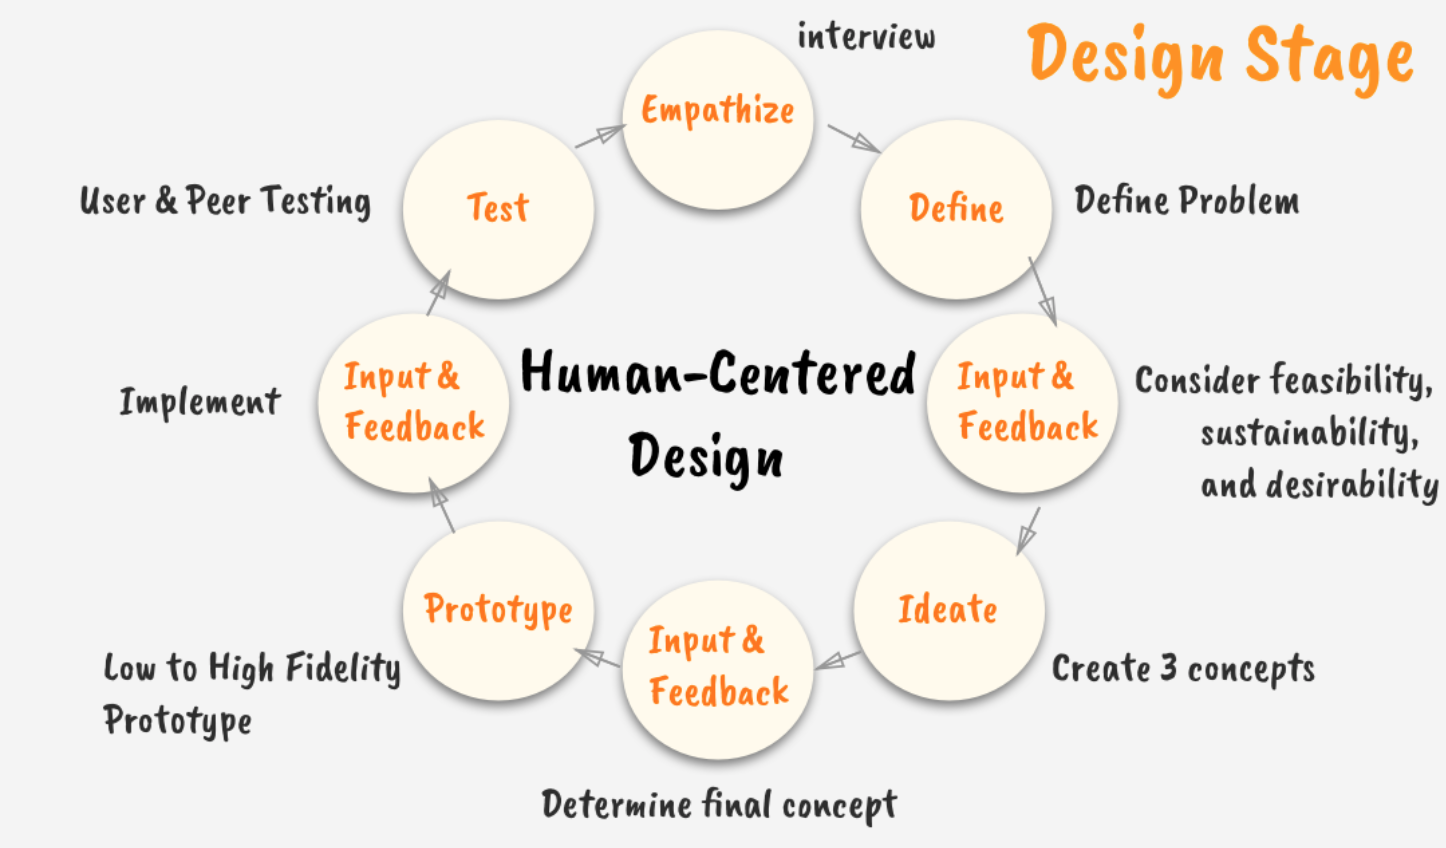 Design Stage
interview
Empathize
Define
Define Problem
Input &
Feedback
Consider feasibility,
sustainability,
and desirability
Ideate
Create 3 concepts
Input &
Feedback
Determine final concept
Prototype
Low to High Fidelity
Prototype
Input &
Feedback
Implement
Test
User & Peer Testing
Human-Centered
Design